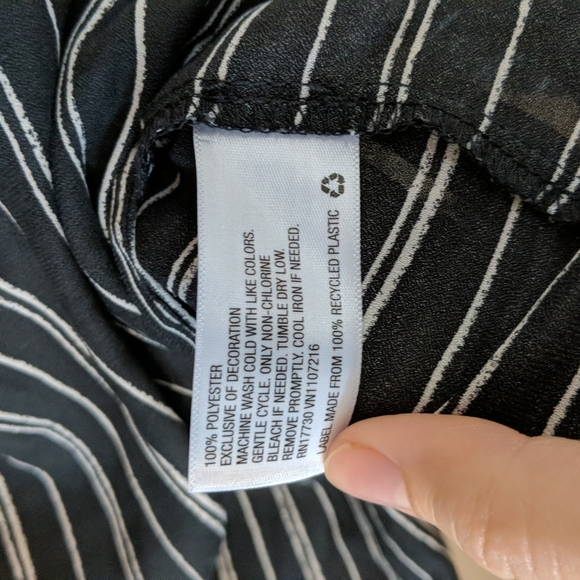 100% POLYESTER
EXCLUSIVE OF DECORATION
MACHINE WASH COLD WITH LIKE COLORS.
GENTLE CYCLE. ONLY NON-CHLORINE
BLEACH IF NEEDED. TUMBLE DRY LOW.
REMOVE PROMPTLY. COOL IRON IF NEEDED.
RN17730 VN1107216
LABEL MADE FROM 100% RECYCLED PLASTIC